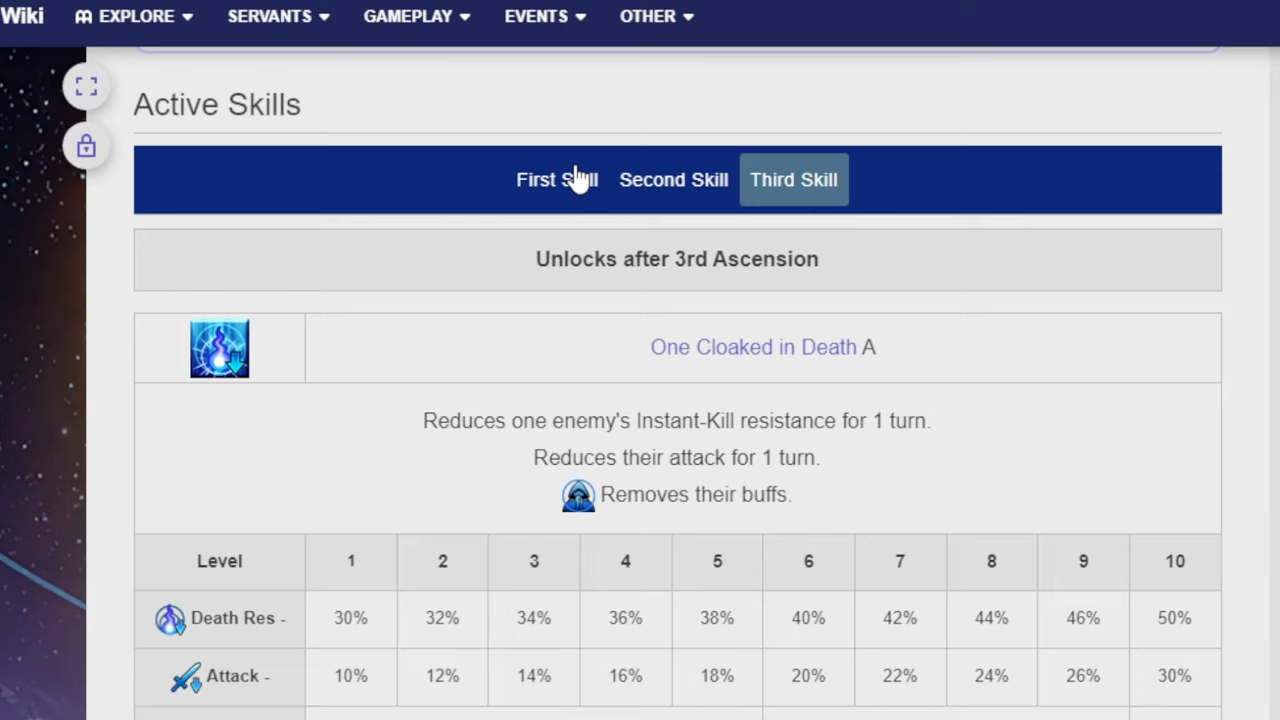 Wiki EXPLORE SERVANTS GAMEPLAY EVENTS OTHER
Active Skills
First Skill Second Skill Third Skill
Unlocks after 3rd Ascension
One Cloaked in Death A
Reduces one enemy's Instant-Kill resistance for 1 turn.
Reduces their attack for 1 turn.
Removes their buffs.
Level 1 2 3 4 5 6 7 8 9 10
Death Res - 30% 32% 34% 36% 38% 40% 42% 44% 46% 50%
Attack - 10% 12% 14% 16% 18% 20% 22% 24% 26% 30%